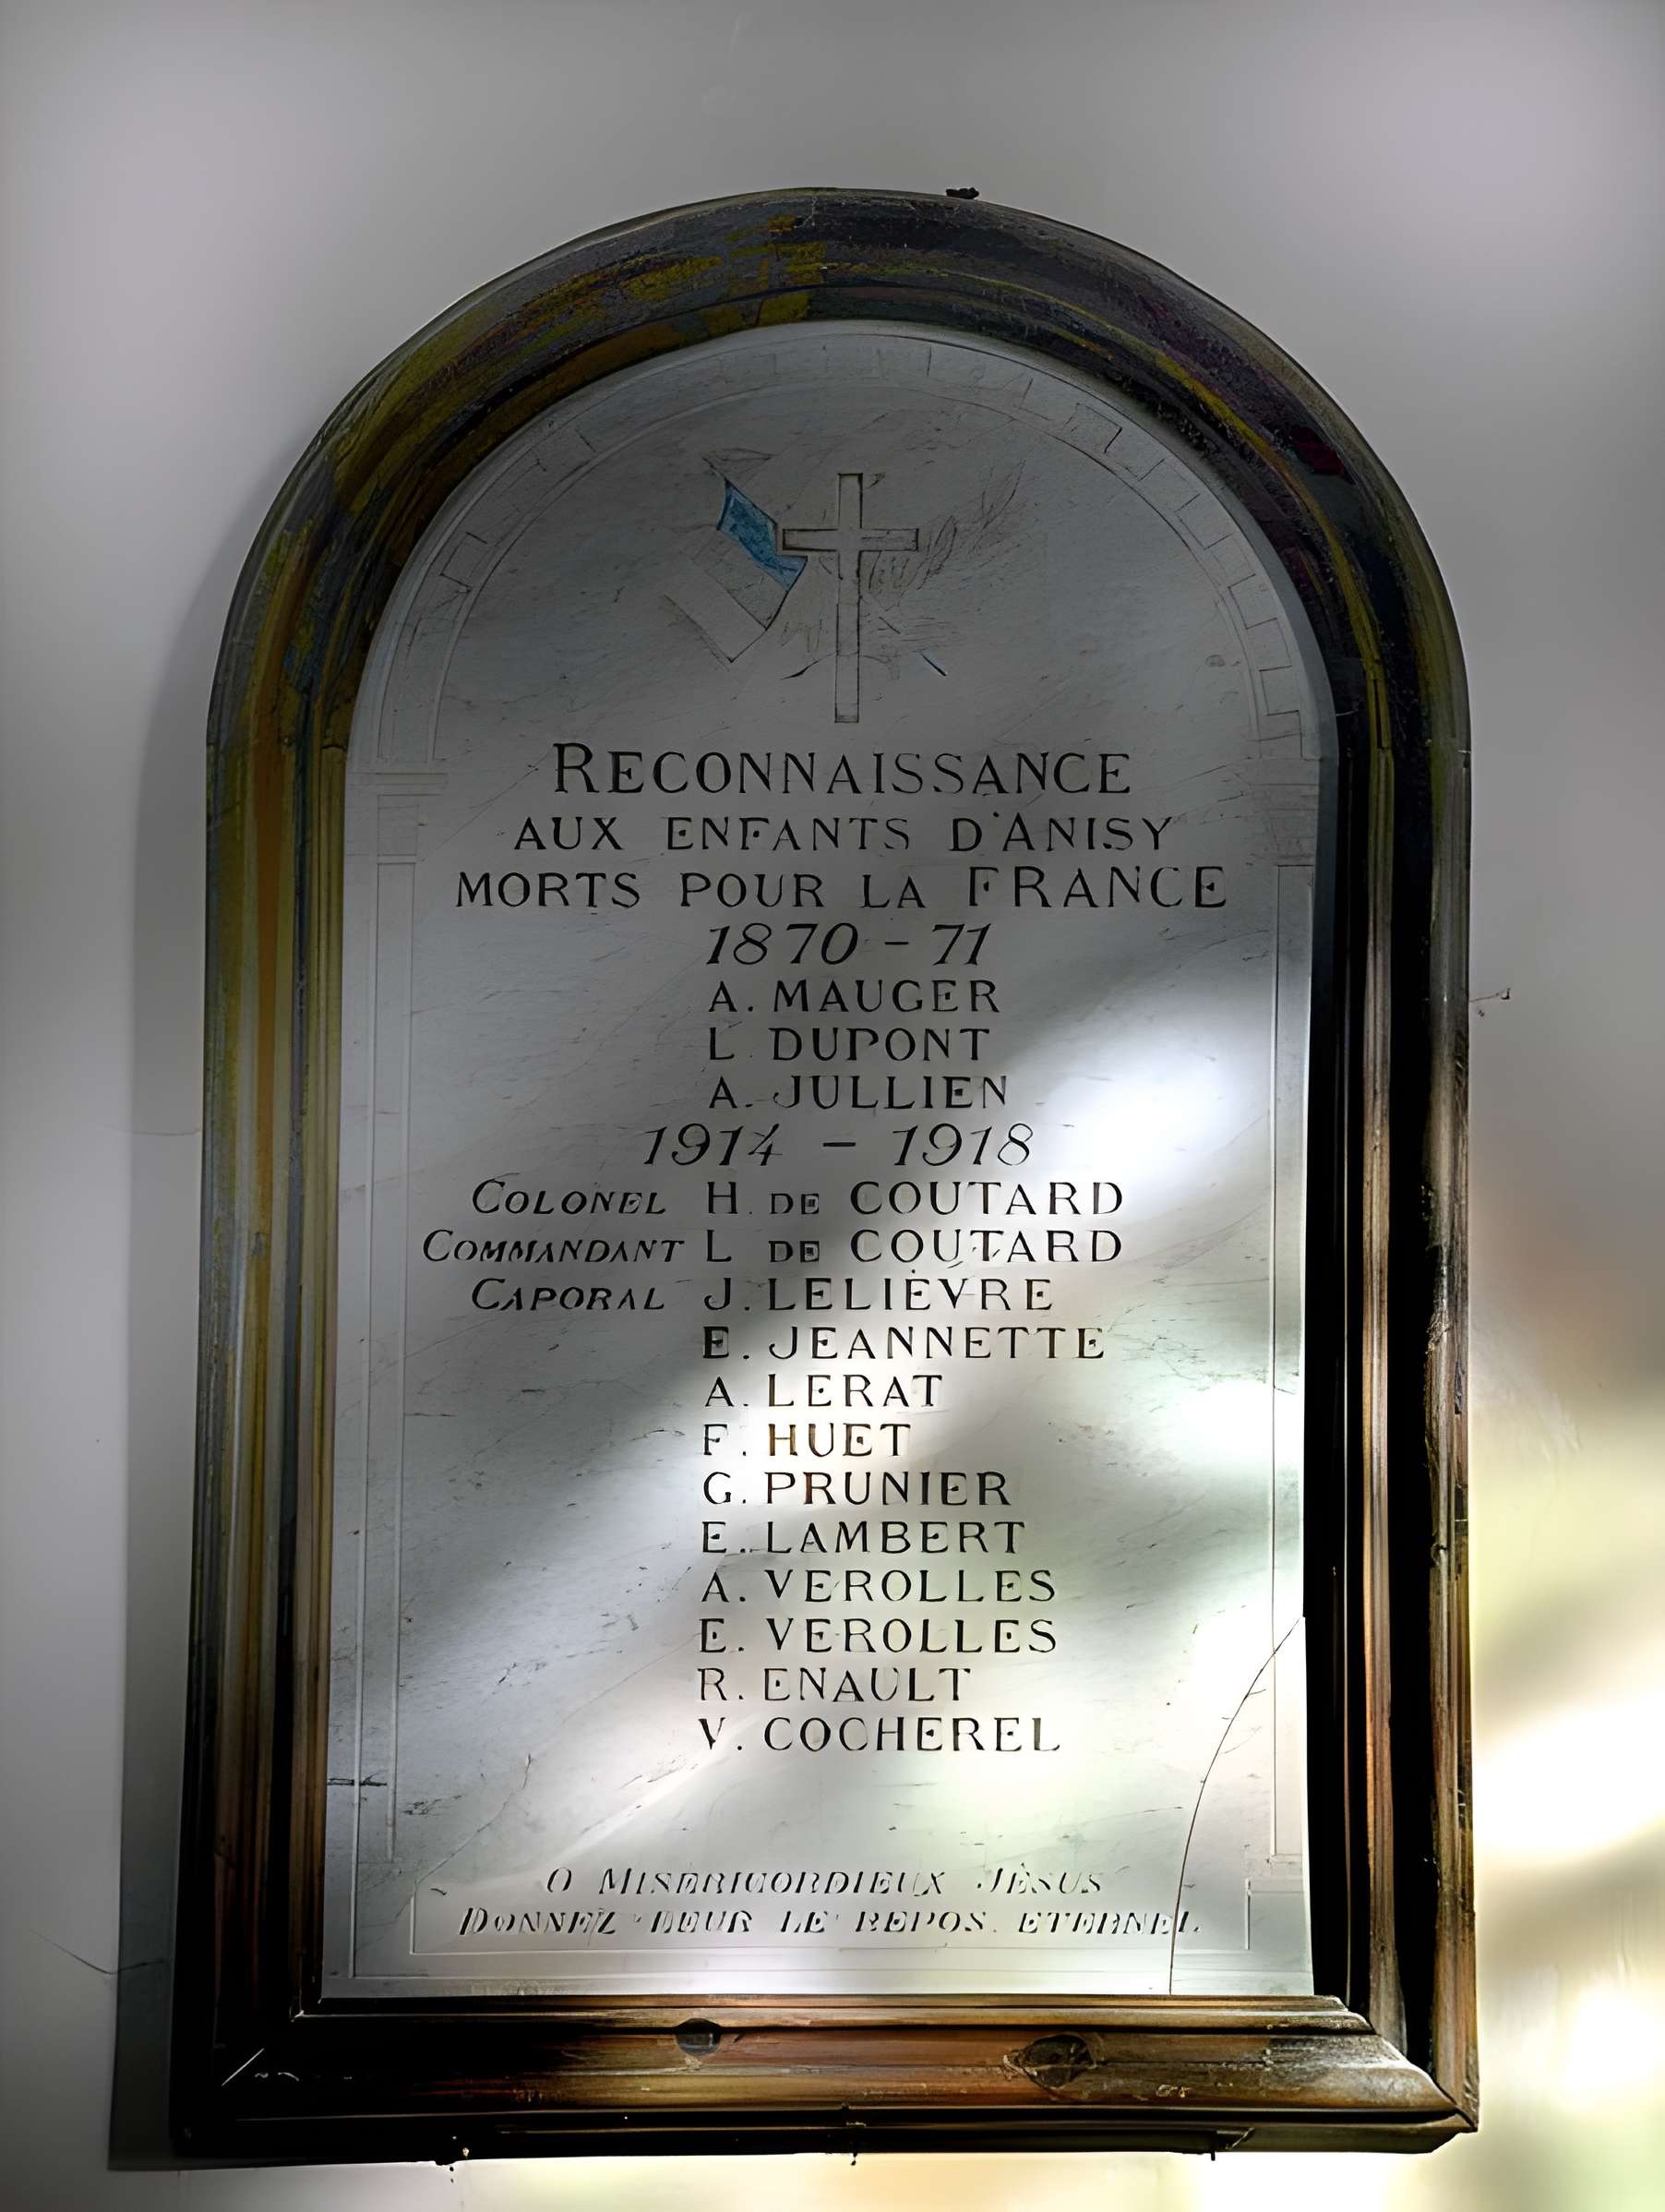 RECONNAISSANCE
AUX ENFANTS D'ANISY
MORTS POUR LA FRANCE
1870 - 71
A. MAUGER
L. DUPONT
A. JULLIEN
1914 - 1918
COLONEL H. DE COUTARD
COMMANDANT L. DE COUTARD
CAPORAL J. LELIÈVRE
E. JEANNETTE
A. LERAT
F. HUET
G. PRUNIER
E. LAMBERT
A. VEROLLES
E. VEROLLES
R. ENAULT
V. COCHEREL
O MISÉRICORDIEUX JÉSUS
DONNEZ LEUR LE REPOS ETERNEL